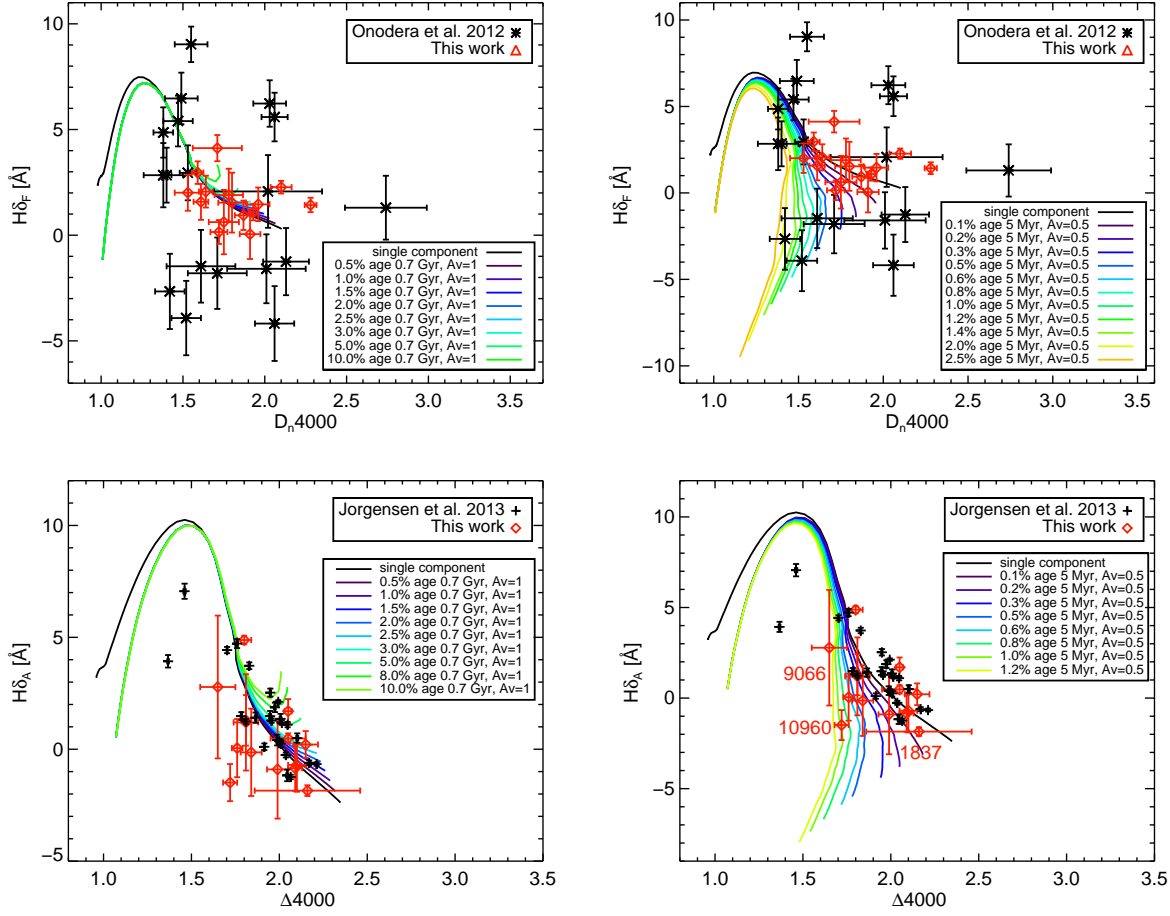 Onodera et al. 2012
This work
HδF [Å]
10
5
0
−5
single component
0.5% age 0.7 Gyr, Av=1
1.0% age 0.7 Gyr, Av=1
1.5% age 0.7 Gyr, Av=1
2.0% age 0.7 Gyr, Av=1
2.5% age 0.7 Gyr, Av=1
3.0% age 0.7 Gyr, Av=1
5.0% age 0.7 Gyr, Av=1
10.0% age 0.7 Gyr, Av=1
1.0 1.5 2.0 2.5 3.0 3.5
Dn4000
Onodera et al. 2012
This work
HδF [Å]
10
5
0
−5
−10
single component
0.1% age 5 Myr, Av=0.5
0.2% age 5 Myr, Av=0.5
0.3% age 5 Myr, Av=0.5
0.5% age 5 Myr, Av=0.5
0.6% age 5 Myr, Av=0.5
0.8% age 5 Myr, Av=0.5
1.0% age 5 Myr, Av=0.5
1.2% age 5 Myr, Av=0.5
1.4% age 5 Myr, Av=0.5
2.0% age 5 Myr, Av=0.5
2.5% age 5 Myr, Av=0.5
1.0 1.5 2.0 2.5 3.0 3.5
Dn4000
Jorgensen et al. 2013
This work
HδA [Å]
10
5
0
−5
single component
0.5% age 0.7 Gyr, Av=1
1.0% age 0.7 Gyr, Av=1
1.5% age 0.7 Gyr, Av=1
2.0% age 0.7 Gyr, Av=1
2.5% age 0.7 Gyr, Av=1
3.0% age 0.7 Gyr, Av=1
5.0% age 0.7 Gyr, Av=1
8.0% age 0.7 Gyr, Av=1
10.0% age 0.7 Gyr, Av=1
1.0 1.5 2.0 2.5 3.0 3.5
Δ4000
Jorgensen et al. 2013
This work
HδA [Å]
10
5
0
−5
single component
0.1% age 5 Myr, Av=0.5
0.2% age 5 Myr, Av=0.5
0.3% age 5 Myr, Av=0.5
0.5% age 5 Myr, Av=0.5
0.6% age 5 Myr, Av=0.5
0.8% age 5 Myr, Av=0.5
1.0% age 5 Myr, Av=0.5
1.2% age 5 Myr, Av=0.5
9066
10960
1837
1.0 1.5 2.0 2.5 3.0 3.5
Δ4000